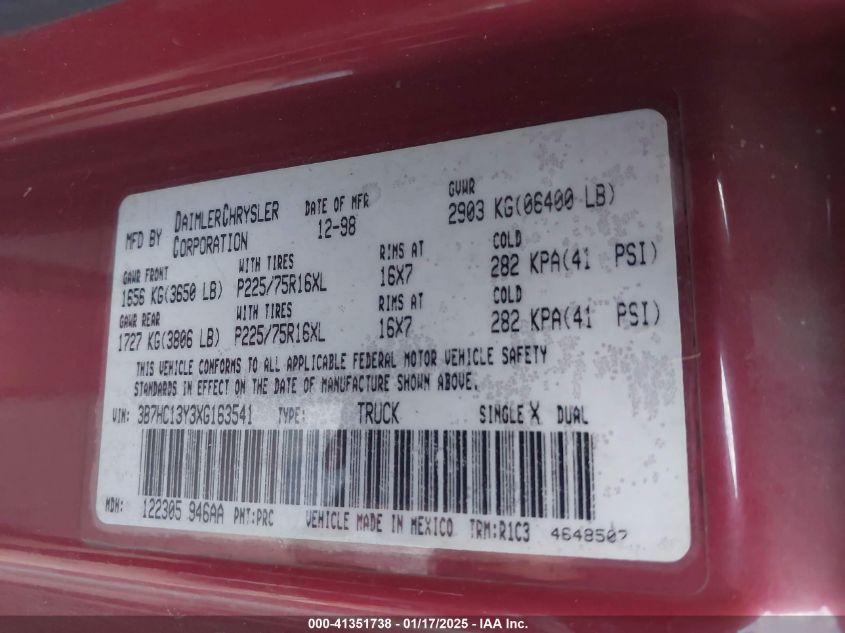 MFD BY DAIMLERCHRYSLER CORPORATION DATE OF MFR 12-98 GVWR 2903 KG(06400 LB)
GAWR FRONT WITH TIRES RIMS AT COLD
1656 KG(3650 LB) P225/75R16XL 16X7 282 KPA(41 PSI)
GAWR REAR WITH TIRES RIMS AT COLD
1727 KG(3806 LB) P225/75R16XL 16X7 282 KPA(41 PSI)
THIS VEHICLE CONFORMS TO ALL APPLICABLE FEDERAL MOTOR VEHICLE SAFETY
STANDARDS IN EFFECT ON THE DATE OF MANUFACTURE SHOWN ABOVE.
VIN: 3B7HC13Y3XG163541 TYPE: TRUCK SINGLE X DUAL
MDH: 122305 946AA PNT:PRC VEHICLE MADE IN MEXICO TRM:R1C3 4648507
000-41351738 - 01/17/2025 - IAA Inc.